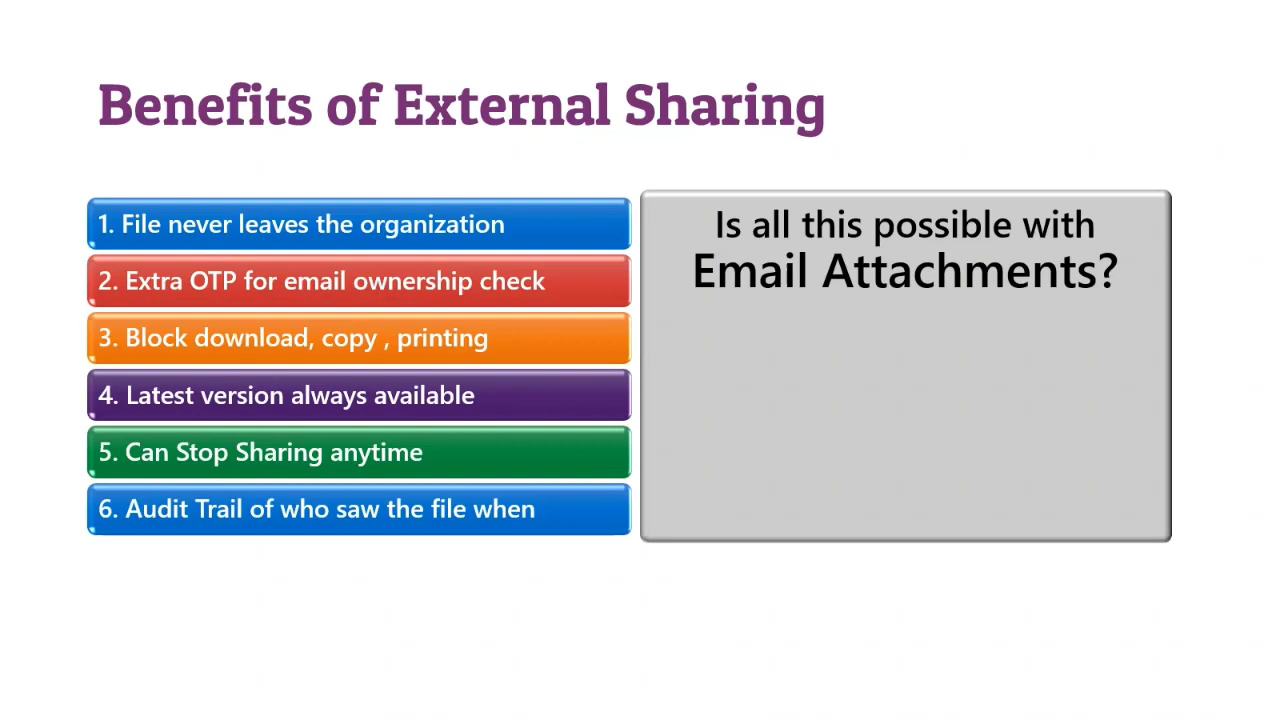 Benefits of External Sharing
1. File never leaves the organization
2. Extra OTP for email ownership check
3. Block download, copy , printing
4. Latest version always available
5. Can Stop Sharing anytime
6. Audit Trail of who saw the file when
Is all this possible with
Email Attachments?